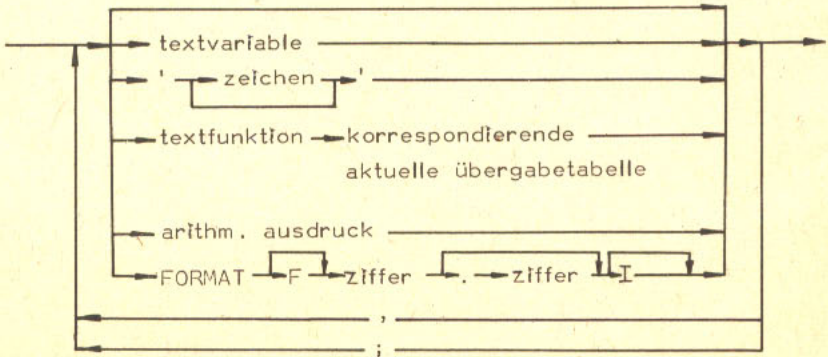 textvariable
' zeichen '
textfunktion korrespondierende
aktuelle übergabetabelle
arithm. ausdruck
FORMAT F ziffer . ziffer I
,
;